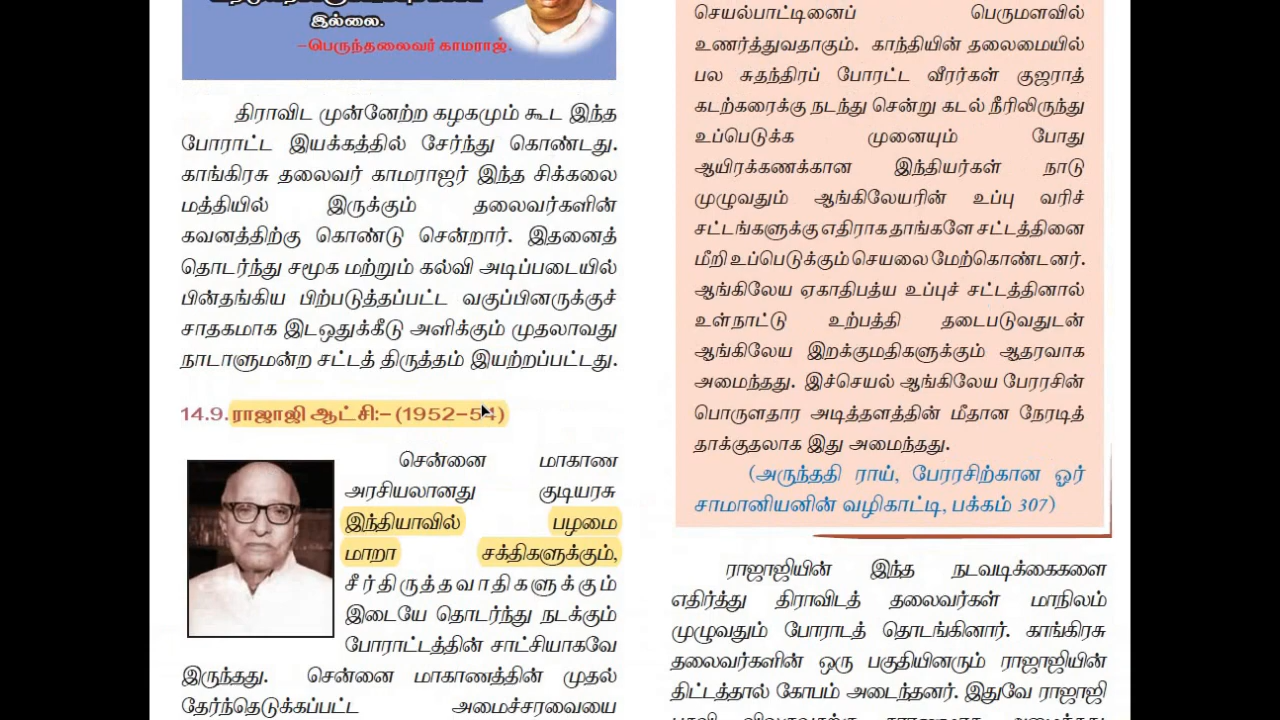 இல்லை.
–பெருந்தலைவர் காமராஜ்.
திராவிட முன்னேற்ற கழகமும் கூட இந்த
போராட்ட இயக்கத்தில் சேர்ந்து கொண்டது.
காங்கிரசு தலைவர் காமராஜர் இந்த சிக்கலை
மத்தியில் இருக்கும் தலைவர்களின்
கவனத்திற்கு கொண்டு சென்றார். இதனைத்
தொடர்ந்து சமூக மற்றும் கல்வி அடிப்படையில்
பின்தங்கிய பிற்படுத்தப்பட்ட வகுப்பினருக்குச்
சாதகமாக இடஒதுக்கீடு அளிக்கும் முதலாவது
நாடாளுமன்ற சட்டத் திருத்தம் இயற்றப்பட்டது.
14.9. ராஜாஜி ஆட்சி:– (1952–54)
சென்னை மாகாண
அரசியலானது குடியரசு
இந்தியாவில் பழமை
மாறா சக்திகளுக்கும்,
சீர்திருத்தவாதிகளுக்கும்
இடையே தொடர்ந்து நடக்கும்
போராட்டத்தின் சாட்சியாகவே
இருந்தது. சென்னை மாகாணத்தின் முதல்
தேர்ந்தெடுக்கப்பட்ட அமைச்சரவையை
செயல்பாட்டினைப் பெருமளவில்
உணர்த்துவதாகும். காந்தியின் தலைமையில்
பல சுதந்திரப் போரட்ட வீரர்கள் குஜராத்
கடற்கரைக்கு நடந்து சென்று கடல் நீரிலிருந்து
உப்பெடுக்க முனையும் போது
ஆயிரக்கணக்கான இந்தியர்கள் நாடு
முழுவதும் ஆங்கிலேயரின் உப்பு வரிச்
சட்டங்களுக்கு எதிராக தாங்களே சட்டத்தினை
மீறி உப்பெடுக்கும் செயலை மேற்கொண்டனர்.
ஆங்கிலேய ஏகாதிபத்ய உப்புச் சட்டத்தினால்
உள்நாட்டு உற்பத்தி தடைபடுவதுடன்
ஆங்கிலேய இறக்குமதிகளுக்கும் ஆதரவாக
அமைந்தது. இச்செயல் ஆங்கிலேய பேரரசின்
பொருளதார அடித்தளத்தின் மீதான நேரடித்
தாக்குதலாக இது அமைந்தது.
(அருந்ததி ராய், பேரரசிற்கான ஓர்
சாமானியனின் வழிகாட்டி, பக்கம் 307)
ராஜாஜியின் இந்த நடவடிக்கைகளை
எதிர்த்து திராவிடத் தலைவர்கள் மாநிலம்
முழுவதும் போராடத் தொடங்கினார். காங்கிரசு
தலைவர்களின் ஒரு பகுதியினரும் ராஜாஜியின்
திட்டத்தால் கோபம் அடைந்தனர். இதுவே ராஜாஜி